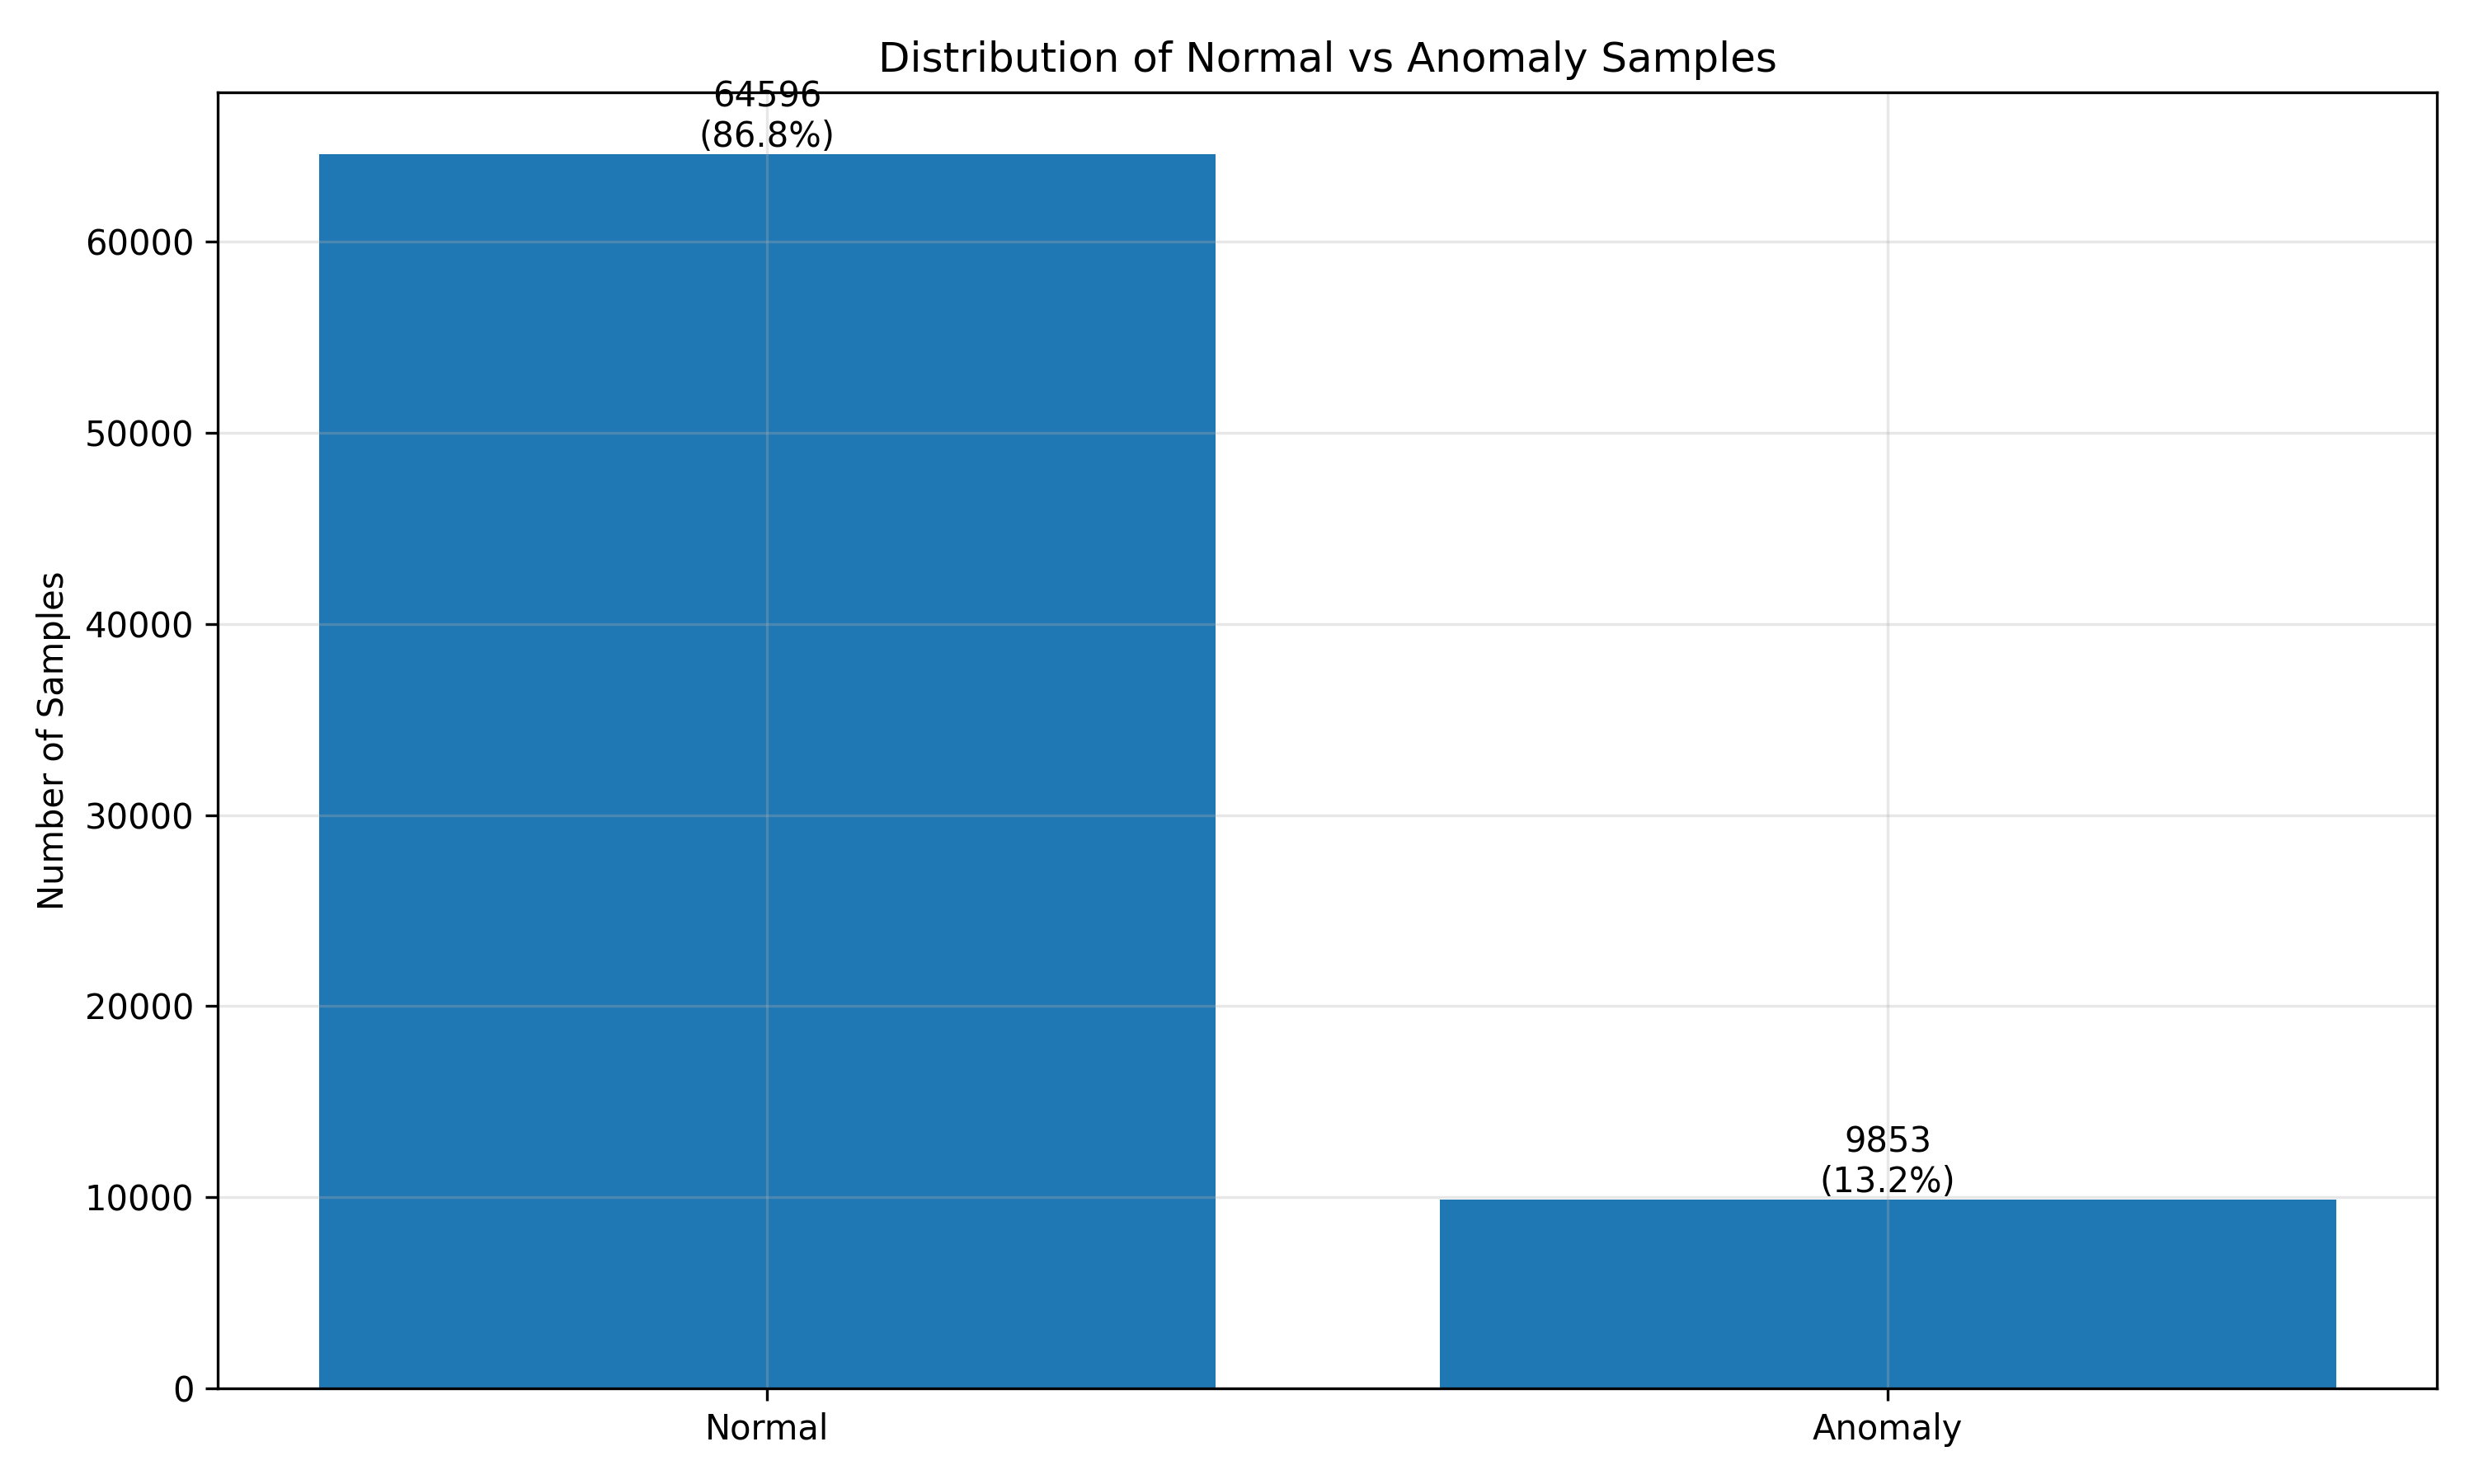 Distribution of Normal vs Anomaly Samples
64596
(86.8%)
60000
50000
40000
30000
20000
10000
0
Number of Samples
9853
(13.2%)
Normal
Anomaly